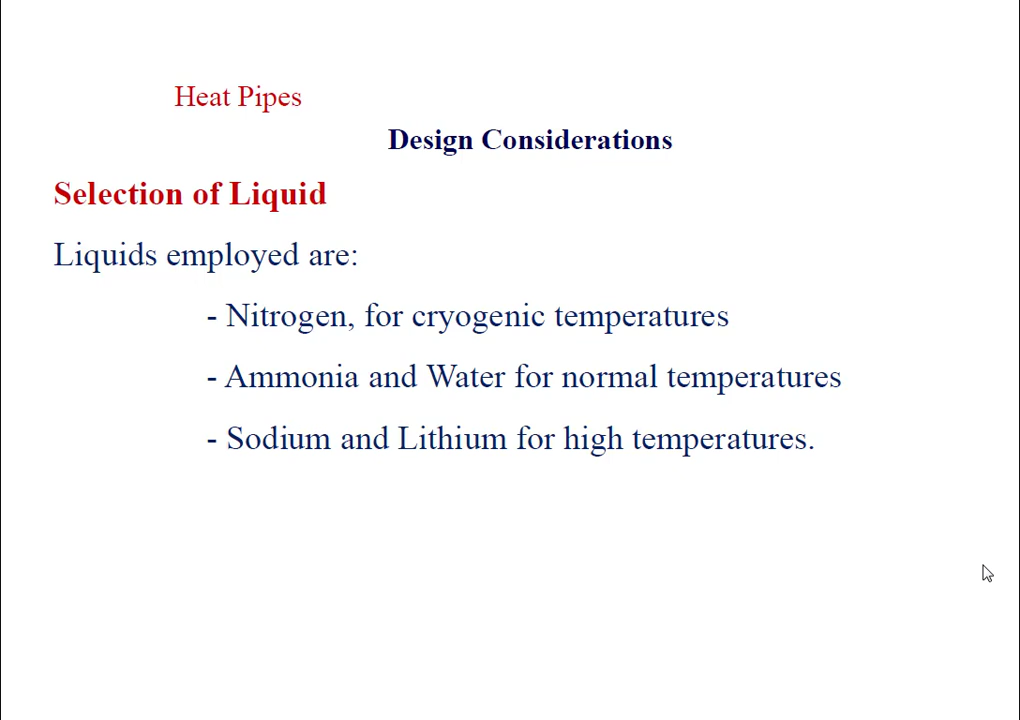 Heat Pipes
Design Considerations
Selection of Liquid
Liquids employed are:
- Nitrogen, for cryogenic temperatures
- Ammonia and Water for normal temperatures
- Sodium and Lithium for high temperatures.